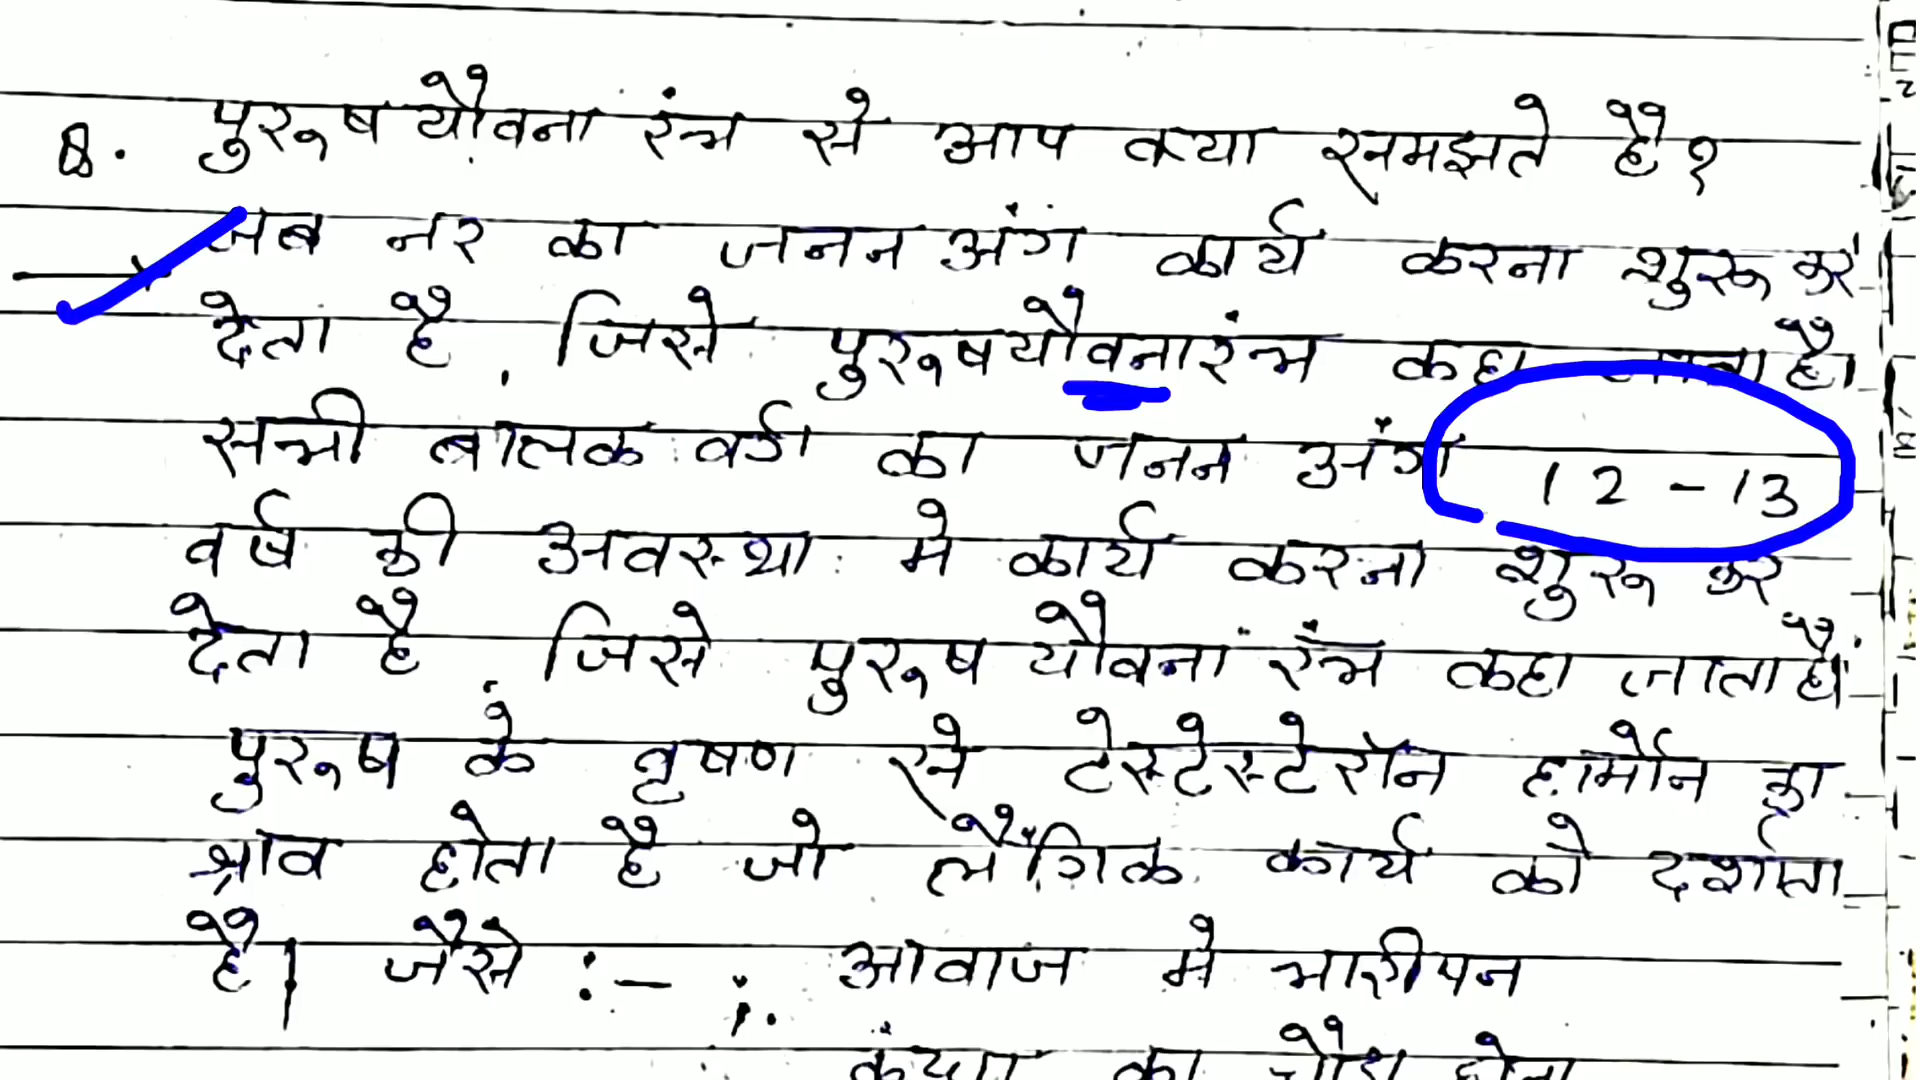 Q. पुरूष यौवना रंभ से आप क्या समझते है?
जब नर का जनन अंग कार्य करना शुरू कर
देता है, जिसे पुरूषयौवनारंभ कहा जाता है।
सभी बालक वर्ग का जनन अंग 12-13
वर्ष की अवस्था मे कार्य करना शुरू कर
देता है जिसे पुरूष यौवना रंभ कहा जाता है।
पुरूष के वृषण से टेस्टेस्टेरॉन हार्मोन का
श्राव होता है जो लैंगिक कार्य को दर्शाता
है। जैसे :- आवाज मे भारीपन
का चौड़ा होना